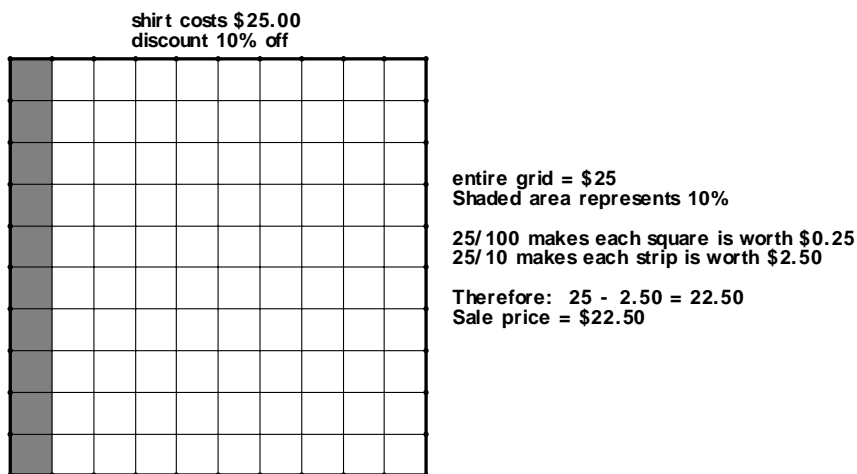 shirt costs $25.00
discount 10% off
entire grid = $25
Shaded area represents 10%
25/100 makes each square is worth $0.25
25/10 makes each strip is worth $2.50
Therefore: 25 - 2.50 = 22.50
Sale price = $22.50